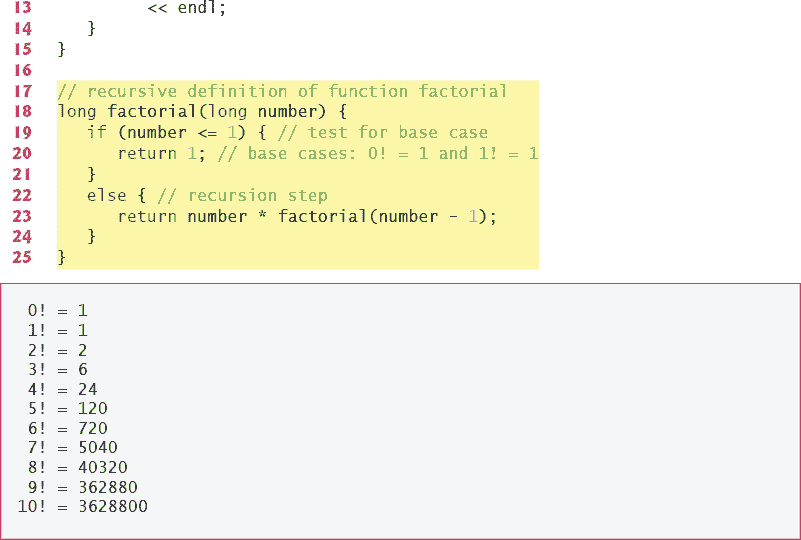 13            << endl;
14      }
15   }
16
17   // recursive definition of function factorial
18   long factorial(long number) {
19      if (number <= 1) { // test for base case
20         return 1; // base cases: 0! = 1 and 1! = 1
21      }
22      else { // recursion step
23         return number * factorial(number - 1);
24      }
25   }
 0! = 1
 1! = 1
 2! = 2
 3! = 6
 4! = 24
 5! = 120
 6! = 720
 7! = 5040
 8! = 40320
 9! = 362880
10! = 3628800